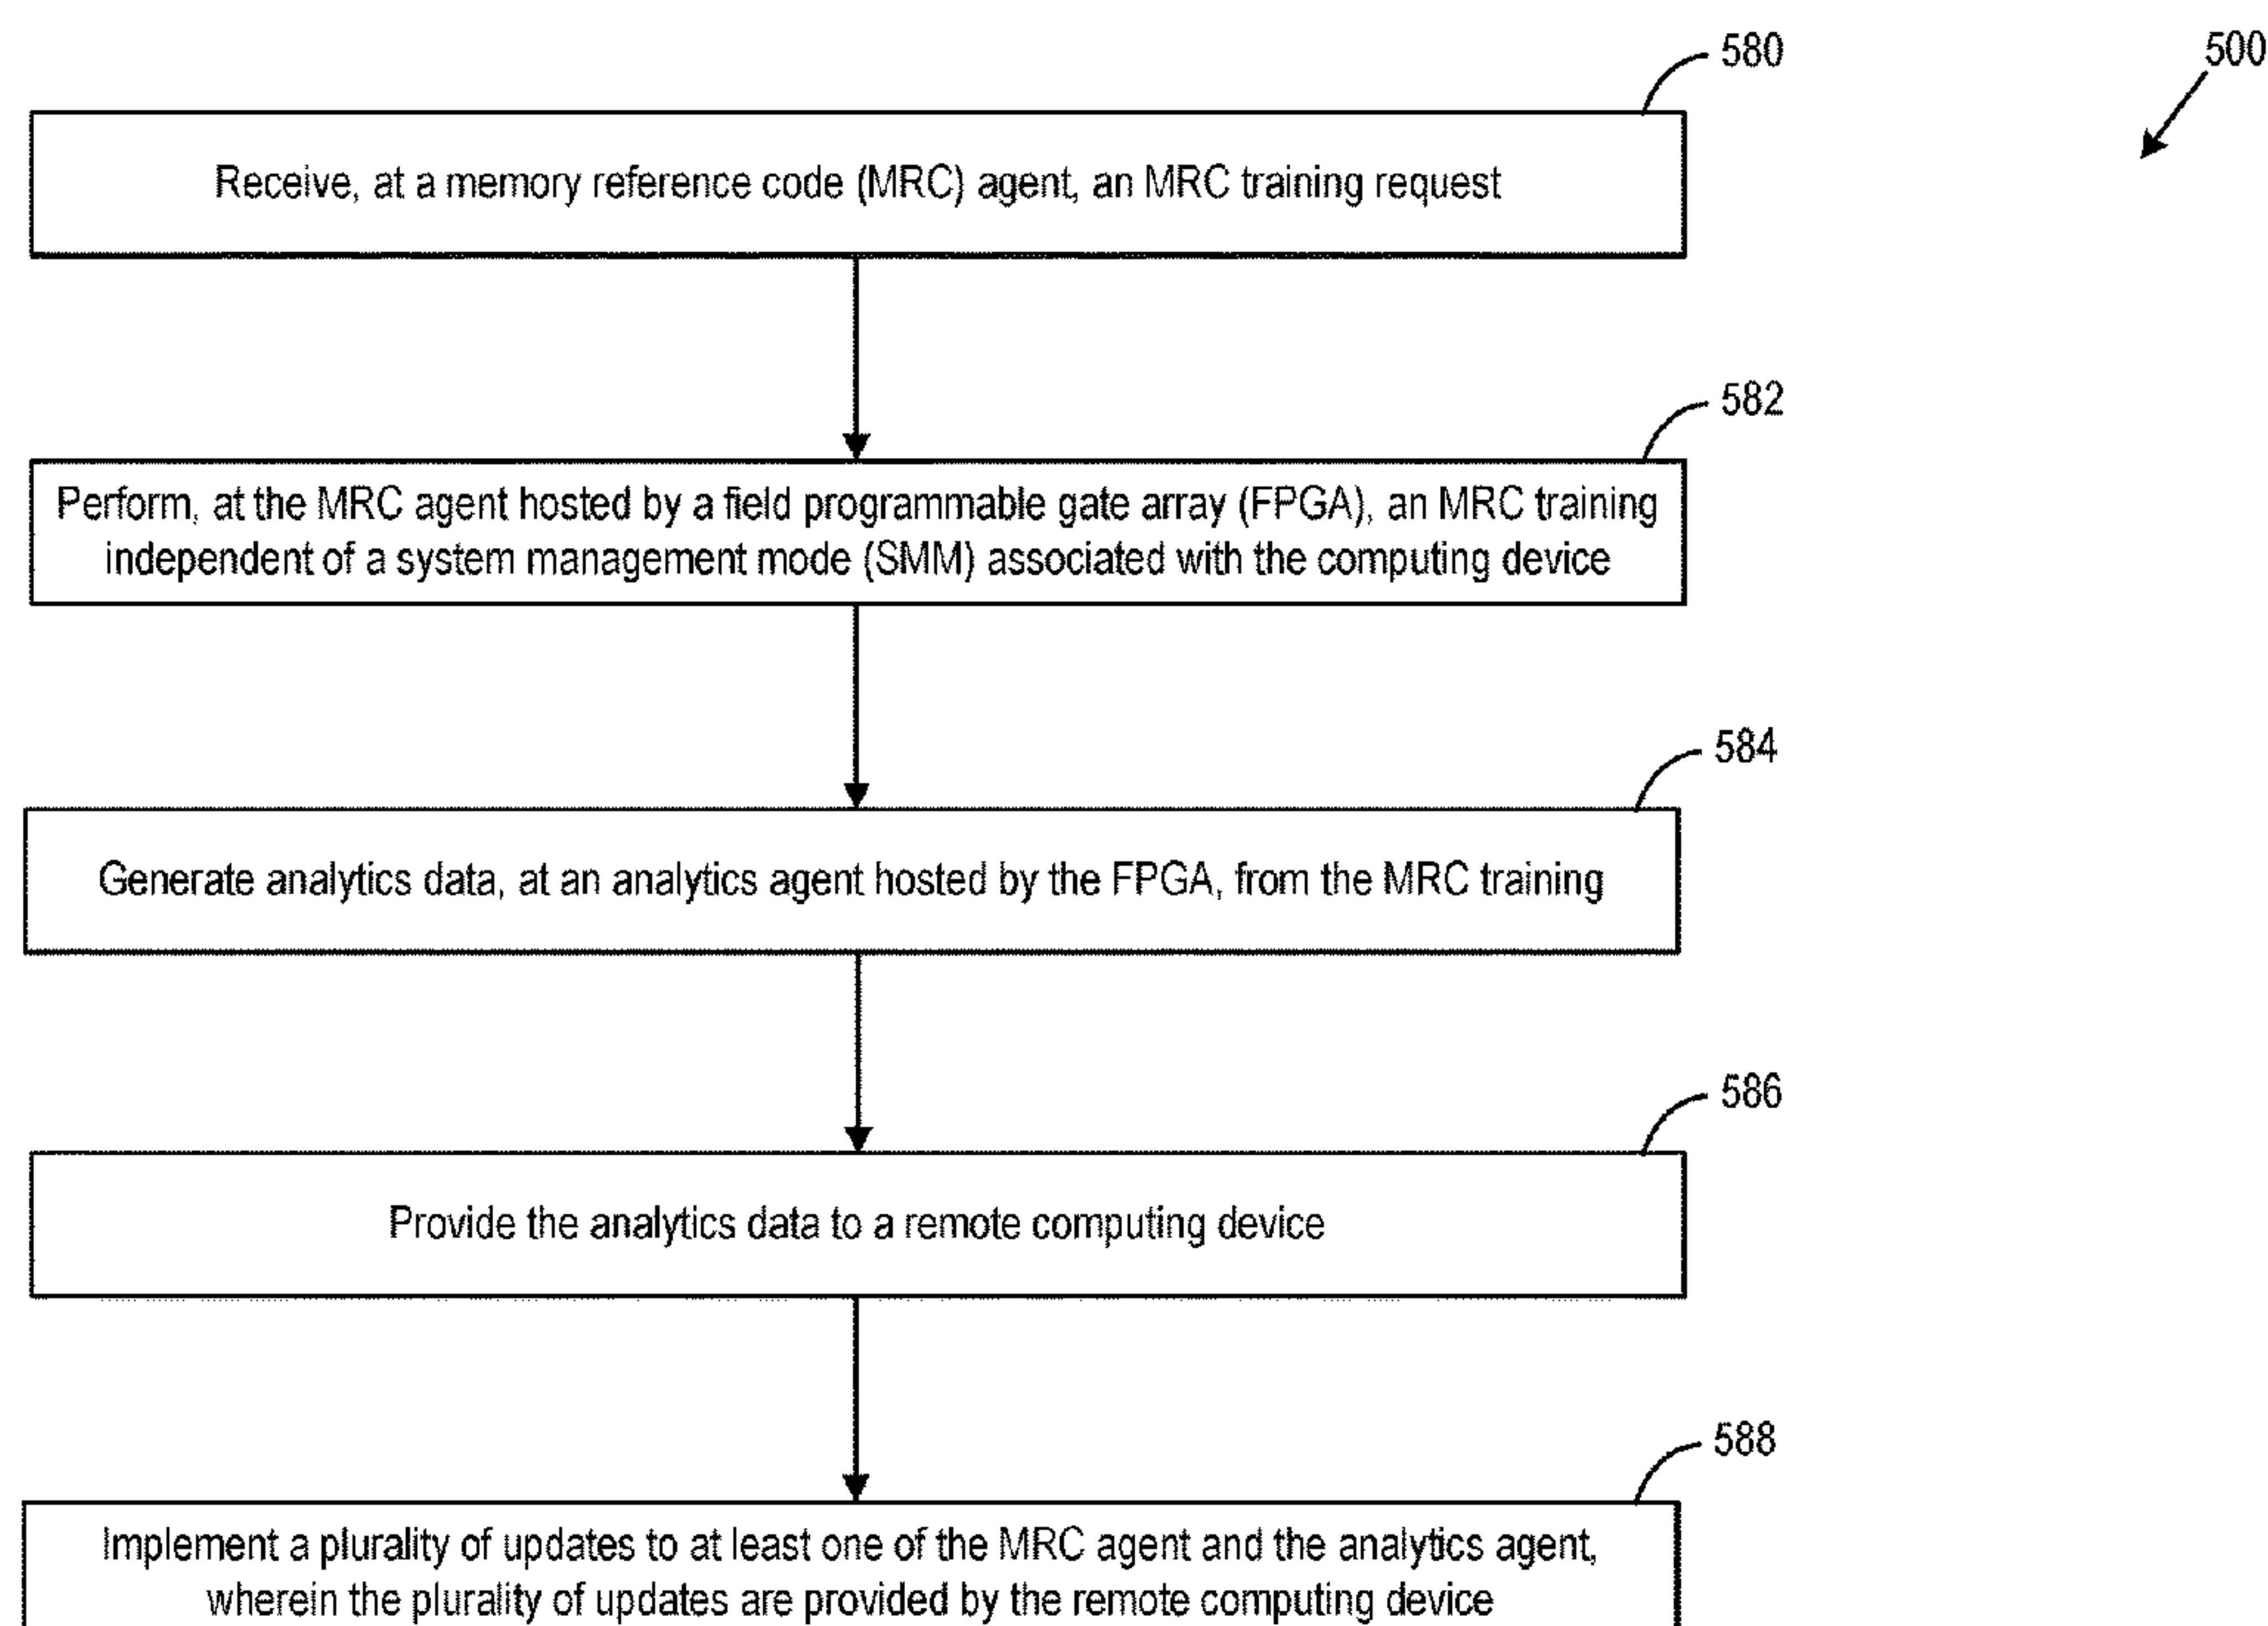 580
500
Receive, at a memory reference code (MRC) agent, an MRC training request
582
Perform, at the MRC agent hosted by a field programmable gate array (FPGA), an MRC training
independent of a system management mode (SMM) associated with the computing device
584
Generate analytics data, at an analytics agent hosted by the FPGA, from the MRC training
586
Provide the analytics data to a remote computing device
588
Implement a plurality of updates to at least one of the MRC agent and the analytics agent,
wherein the plurality of updates are provided by the remote computing device